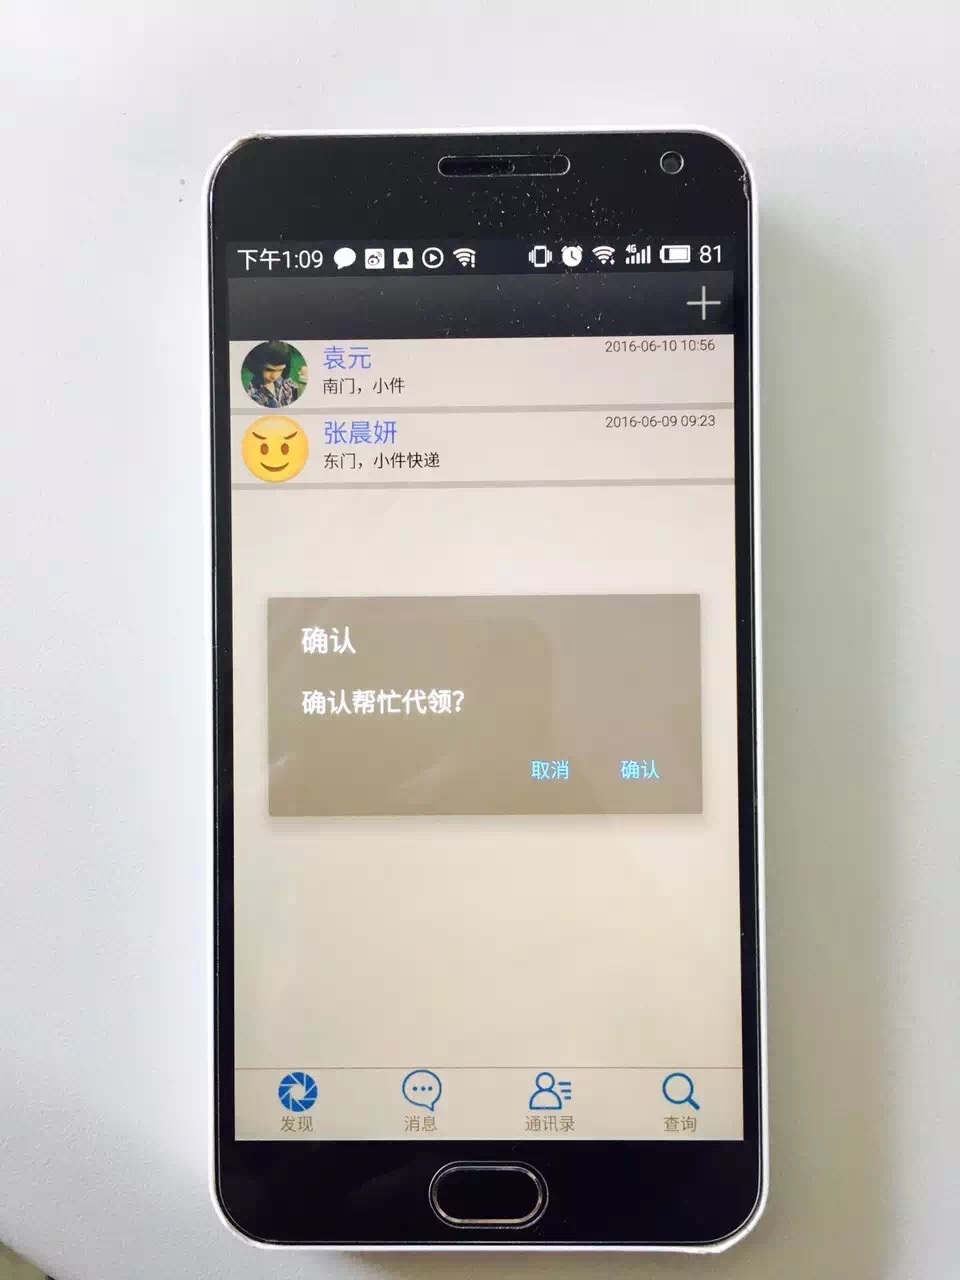 下午1:09 4G 81
袁元 2016-06-10 10:56
南门，小件
张晨妍 2016-06-09 09:23
东门，小件快递
确认
确认帮忙代领？
取消 确认
发现 消息 通讯录 查询